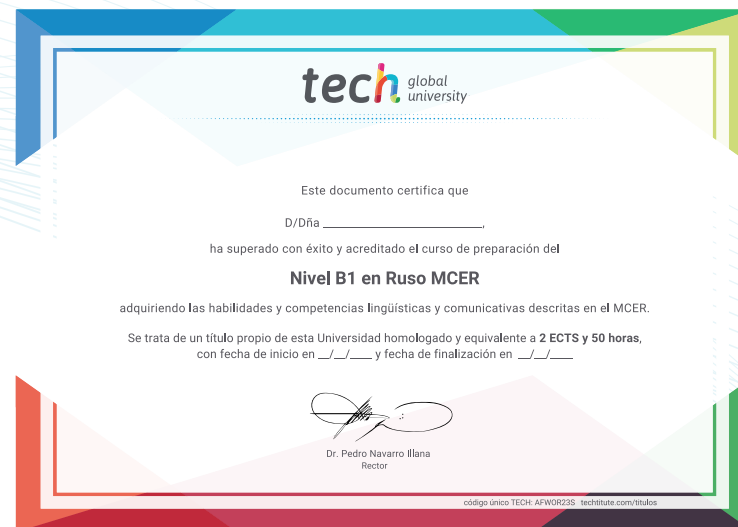 tech global university
Este documento certifica que
D/Dña ______________________,
ha superado con éxito y acreditado el curso de preparación del
Nivel B1 en Ruso MCER
adquiriendo las habilidades y competencias lingüísticas y comunicativas descritas en el MCER.
Se trata de un título propio de esta Universidad homologado y equivalente a 2 ECTS y 50 horas,
con fecha de inicio en __/__/____ y fecha de finalización en __/__/____
Dr. Pedro Navarro Illana
Rector
código único TECH: AFWOR23S techtitute.com/titulos